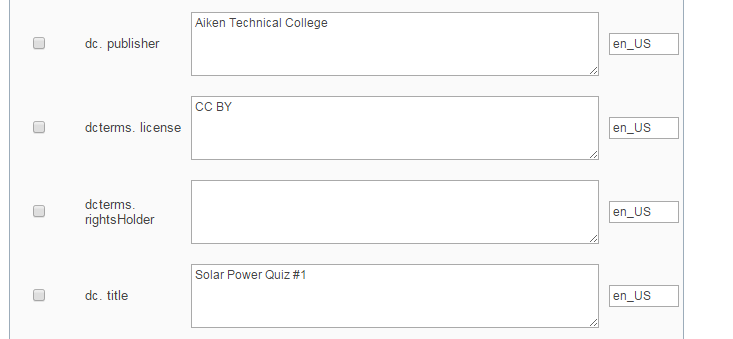 dc. publisher
Aiken Technical College
en_US
dcterms. license
CC BY
en_US
dcterms.
rightsHolder
en_US
dc. title
Solar Power Quiz #1
en_US